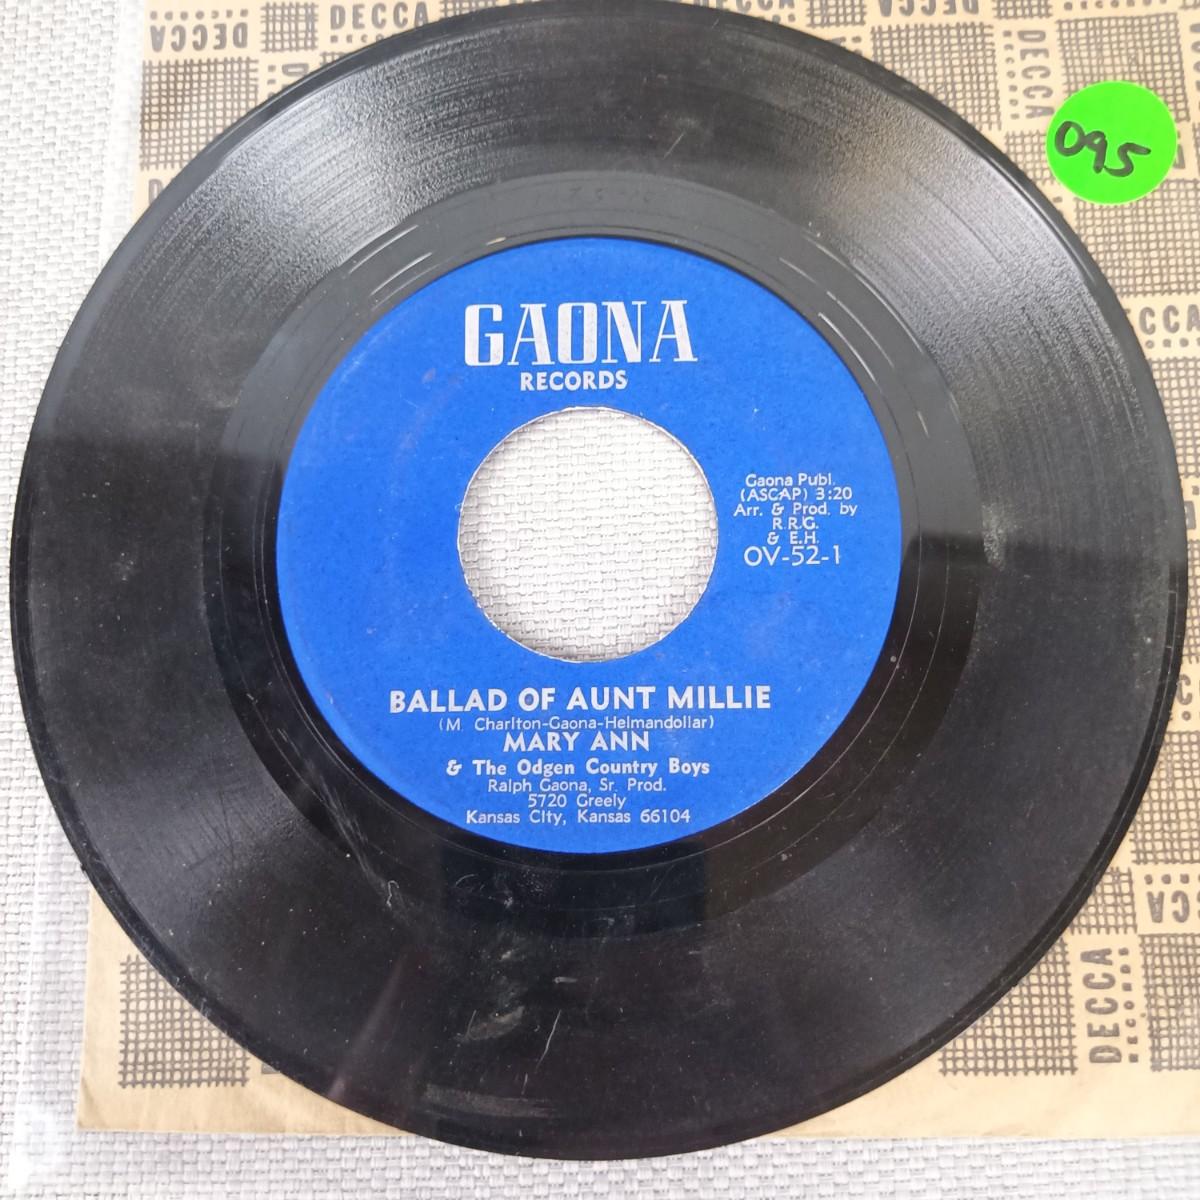 DECCA
DECCA
DECCA
DECCA
DECCA
095
ECCA
GAONA
RECORDS
Gaona Publ.
(ASCAP) 3:20
Arr. & Prod. by
R.R.G.
& E.H.
OV-52-1
BALLAD OF AUNT MILLIE
(M. Charlton-Gaona-Helmandollar)
MARY ANN
& The Odgen Country Boys
Ralph Gaona, Sr. Prod.
5720 Greely
Kansas CIty, Kansas 66104
DECCA